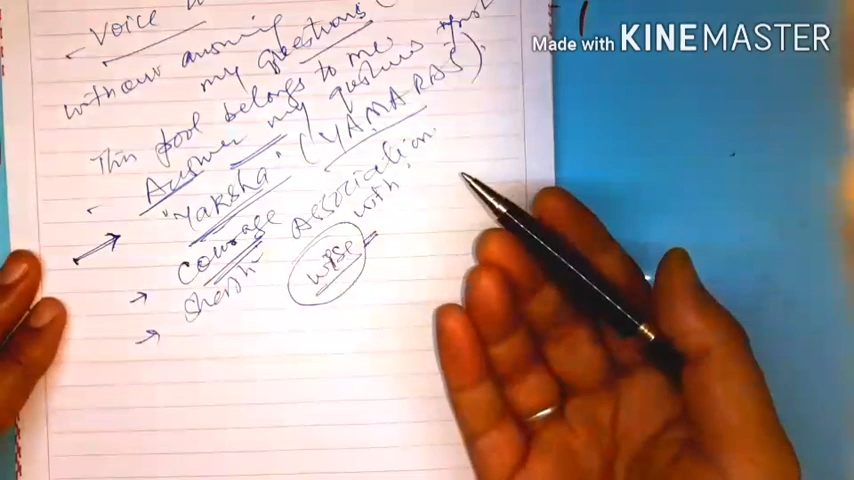 - Voice
without answering
my questions (
This pool belongs to me
- Answer my questions
"Yaksha" (YAMARAJ).
→ courage Association
→ with.
wise
→
Made with KINEMASTER